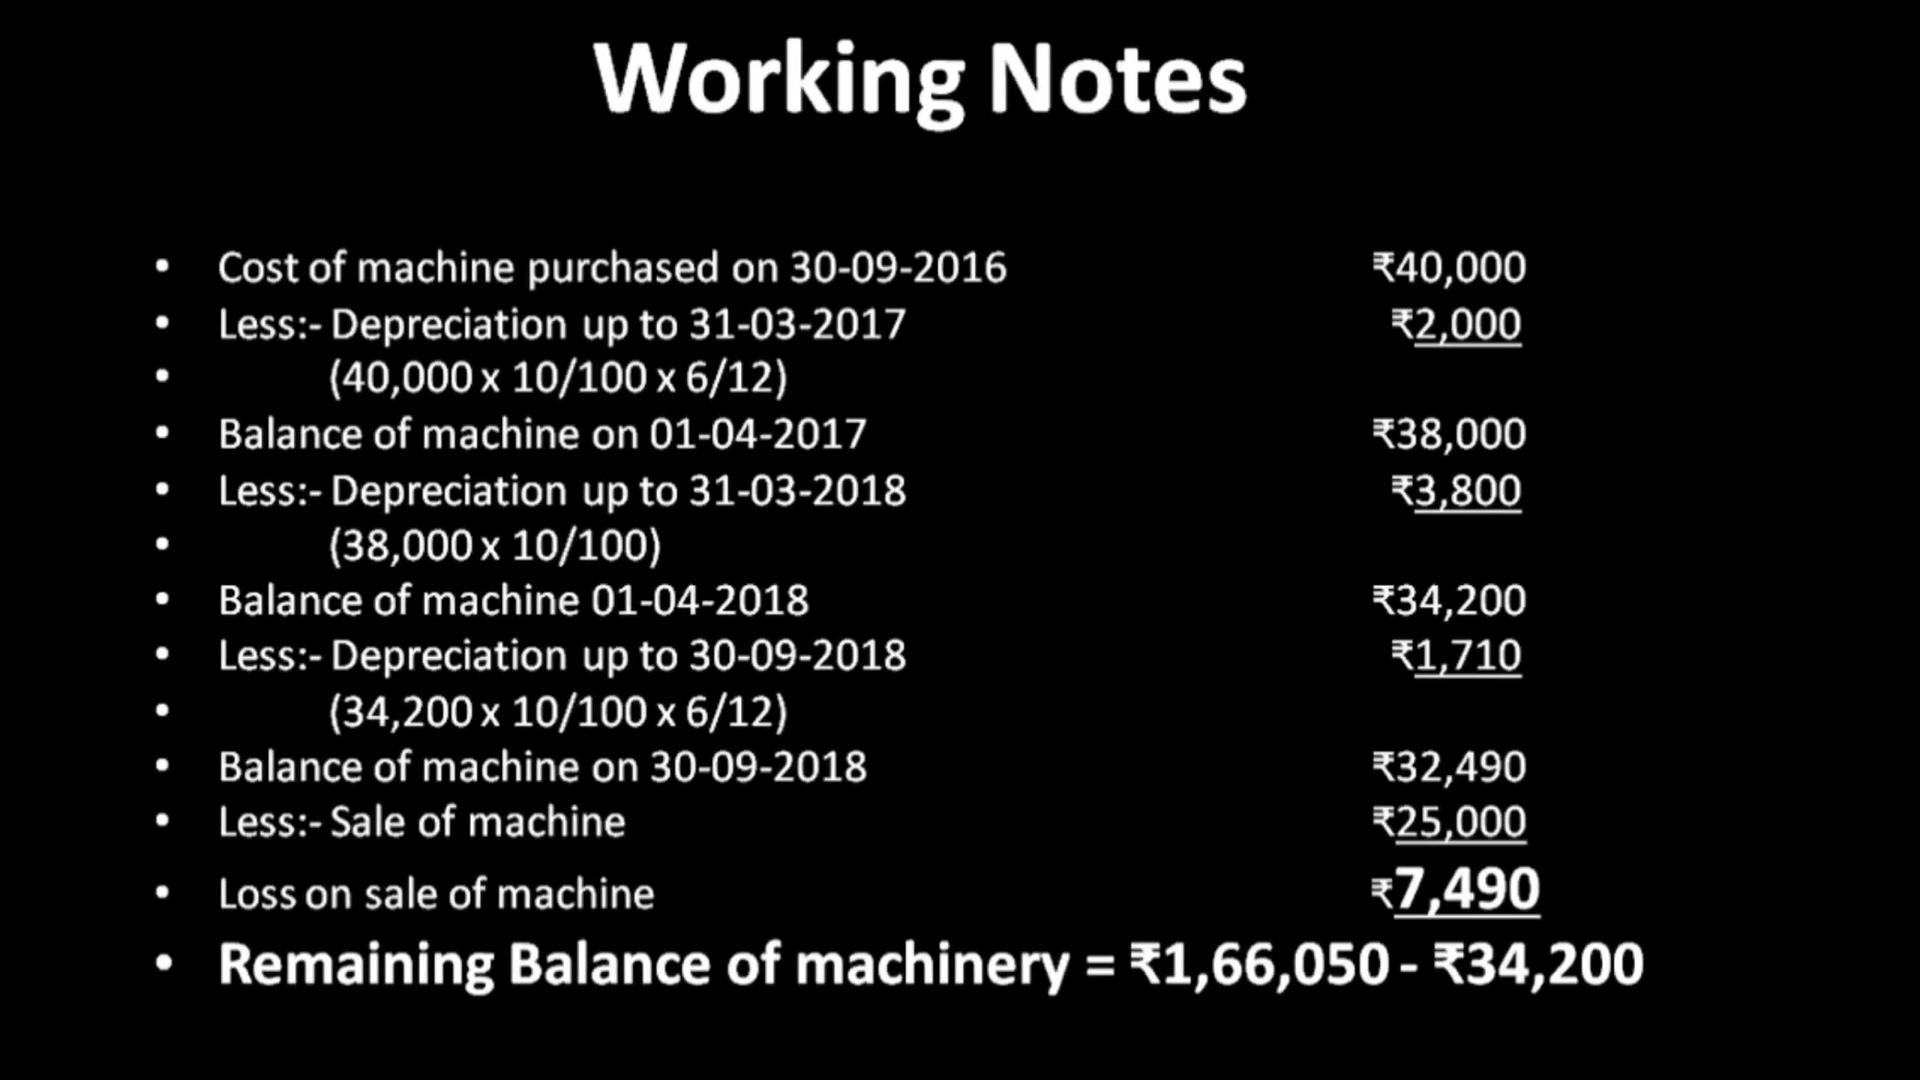 Working Notes
• Cost of machine purchased on 30-09-2016 ₹40,000
• Less:- Depreciation up to 31-03-2017 ₹2,000
• (40,000 x 10/100 x 6/12)
• Balance of machine on 01-04-2017 ₹38,000
• Less:- Depreciation up to 31-03-2018 ₹3,800
• (38,000 x 10/100)
• Balance of machine 01-04-2018 ₹34,200
• Less:- Depreciation up to 30-09-2018 ₹1,710
• (34,200 x 10/100 x 6/12)
• Balance of machine on 30-09-2018 ₹32,490
• Less:- Sale of machine ₹25,000
• Loss on sale of machine ₹7,490
• Remaining Balance of machinery = ₹1,66,050 - ₹34,200